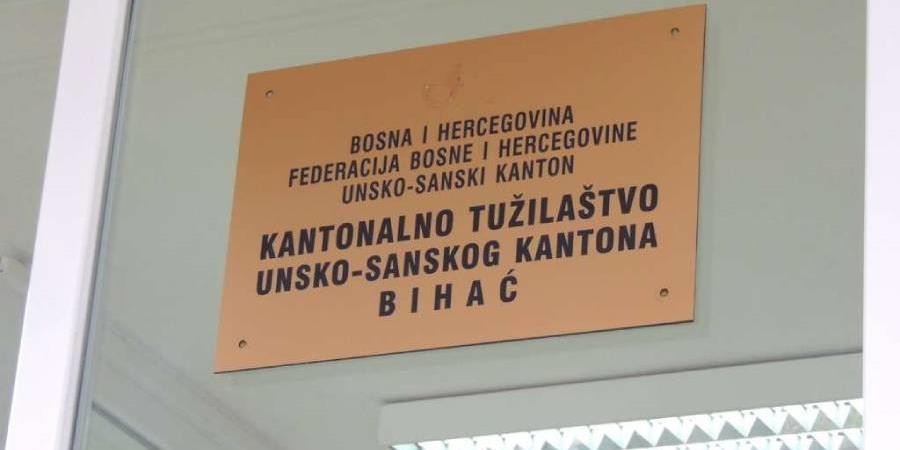 BOSNA I HERCEGOVINA
FEDERACIJA BOSNE I HERCEGOVINE
UNSKO-SANSKI KANTON
KANTONALNO TUŽILAŠTVO
UNSKO-SANSKOG KANTONA
BIHAĆ